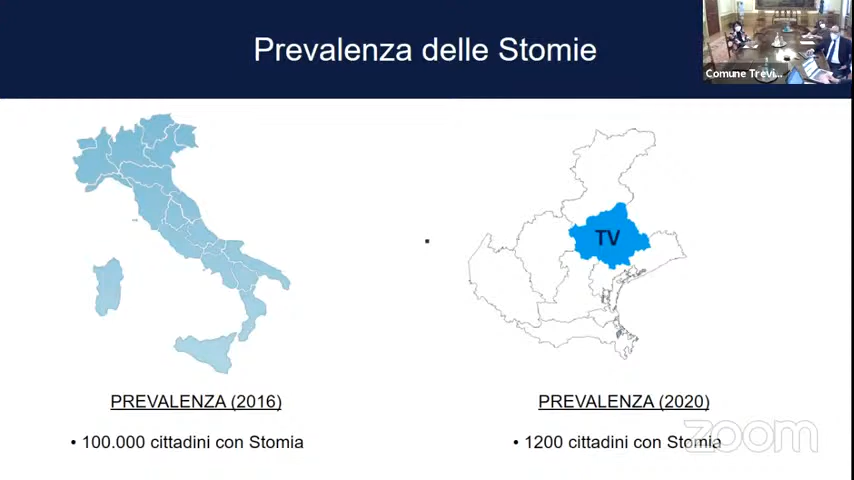 Prevalenza delle Stomie
Comune Trevi...
TV
PREVALENZA (2016)
PREVALENZA (2020)
• 100.000 cittadini con Stomia
• 1200 cittadini con Stomia
zoom